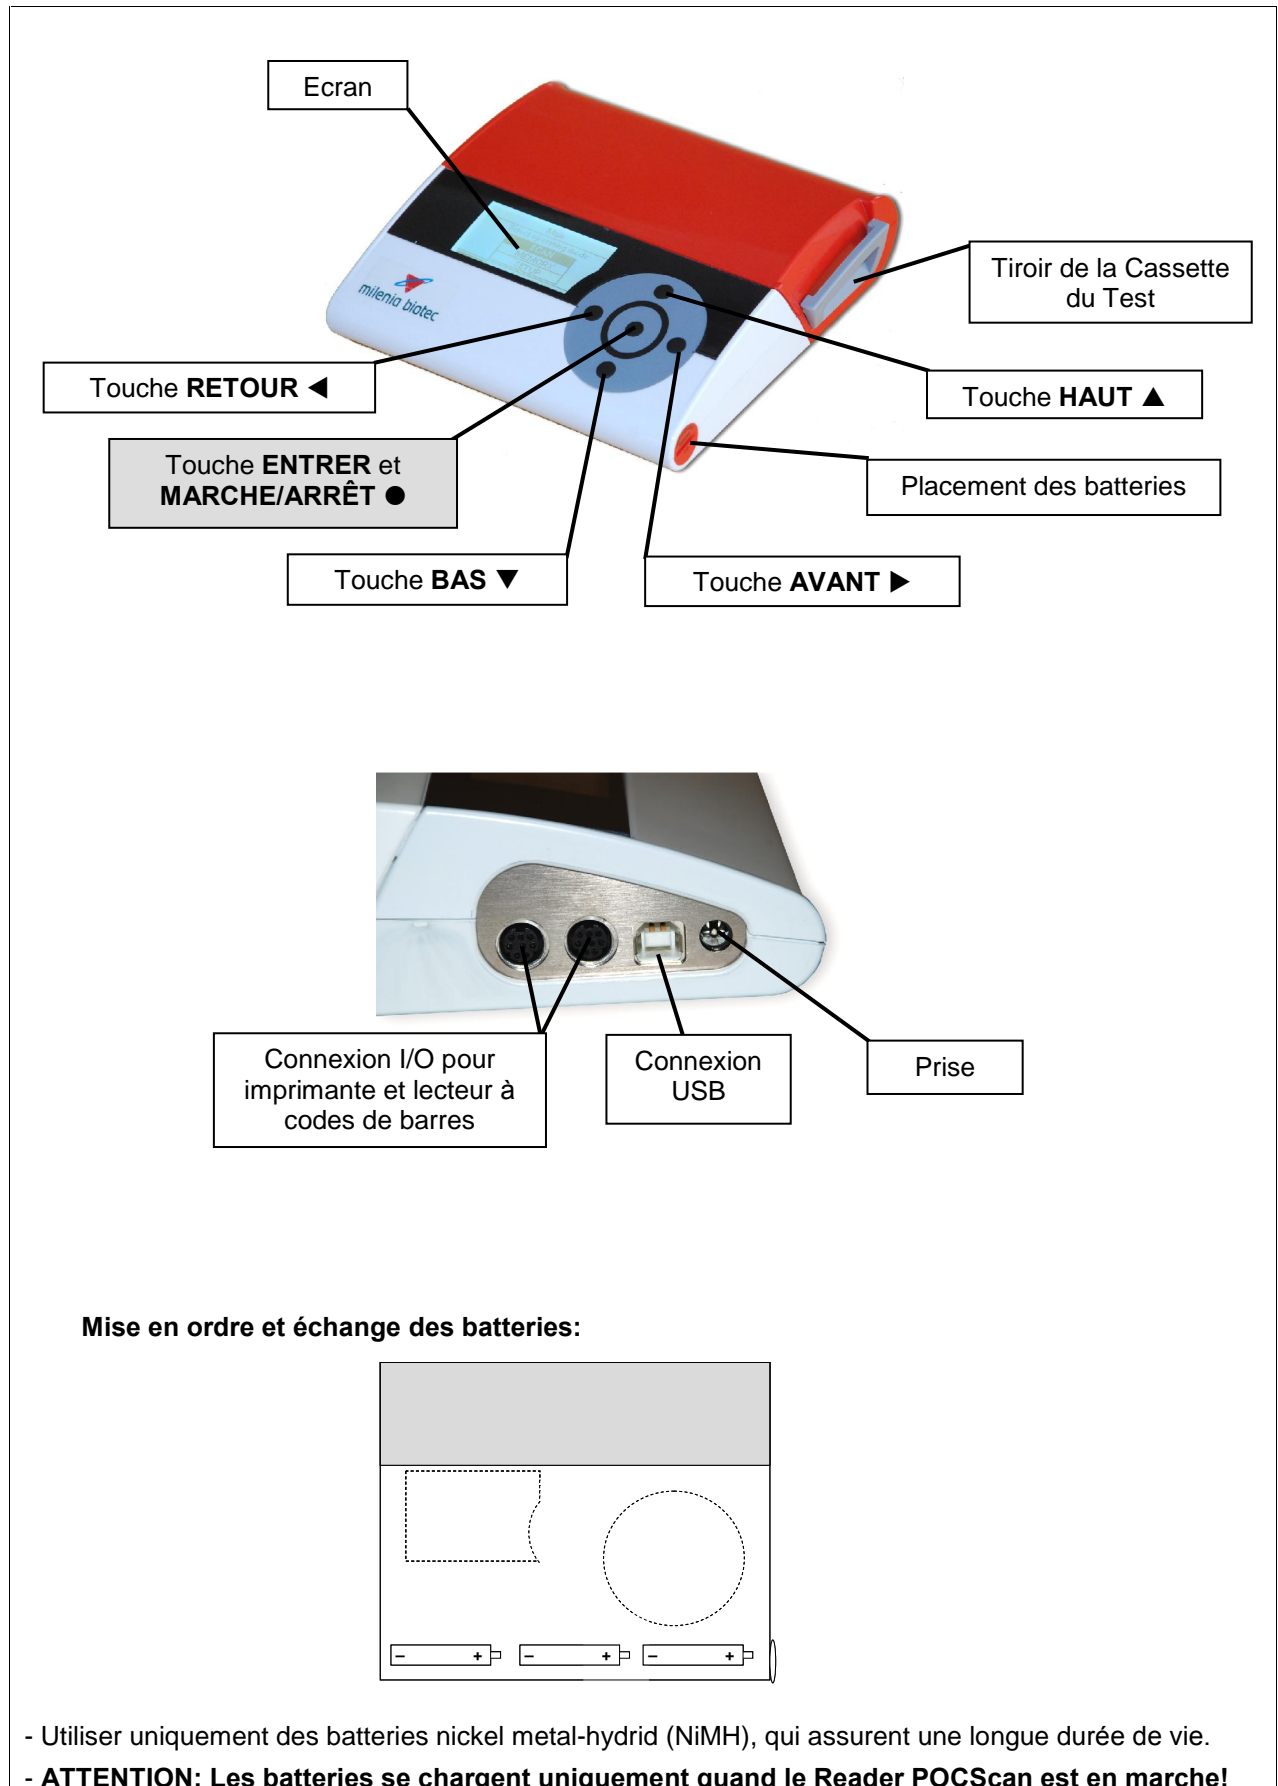 Ecran
milenia biotec
Tiroir de la Cassette
du Test
Touche RETOUR ◀
Touche HAUT ▲
Touche ENTRER et
MARCHE/ARRÊT ●
Placement des batteries
Touche BAS ▼
Touche AVANT ▶
Connexion I/O pour
imprimante et lecteur à
codes de barres
Connexion
USB
Prise
Mise en ordre et échange des batteries:
– + – + – +
- Utiliser uniquement des batteries nickel metal-hydrid (NiMH), qui assurent une longue durée de vie.
- ATTENTION: Les batteries se chargent uniquement quand le Reader POCScan est en marche!